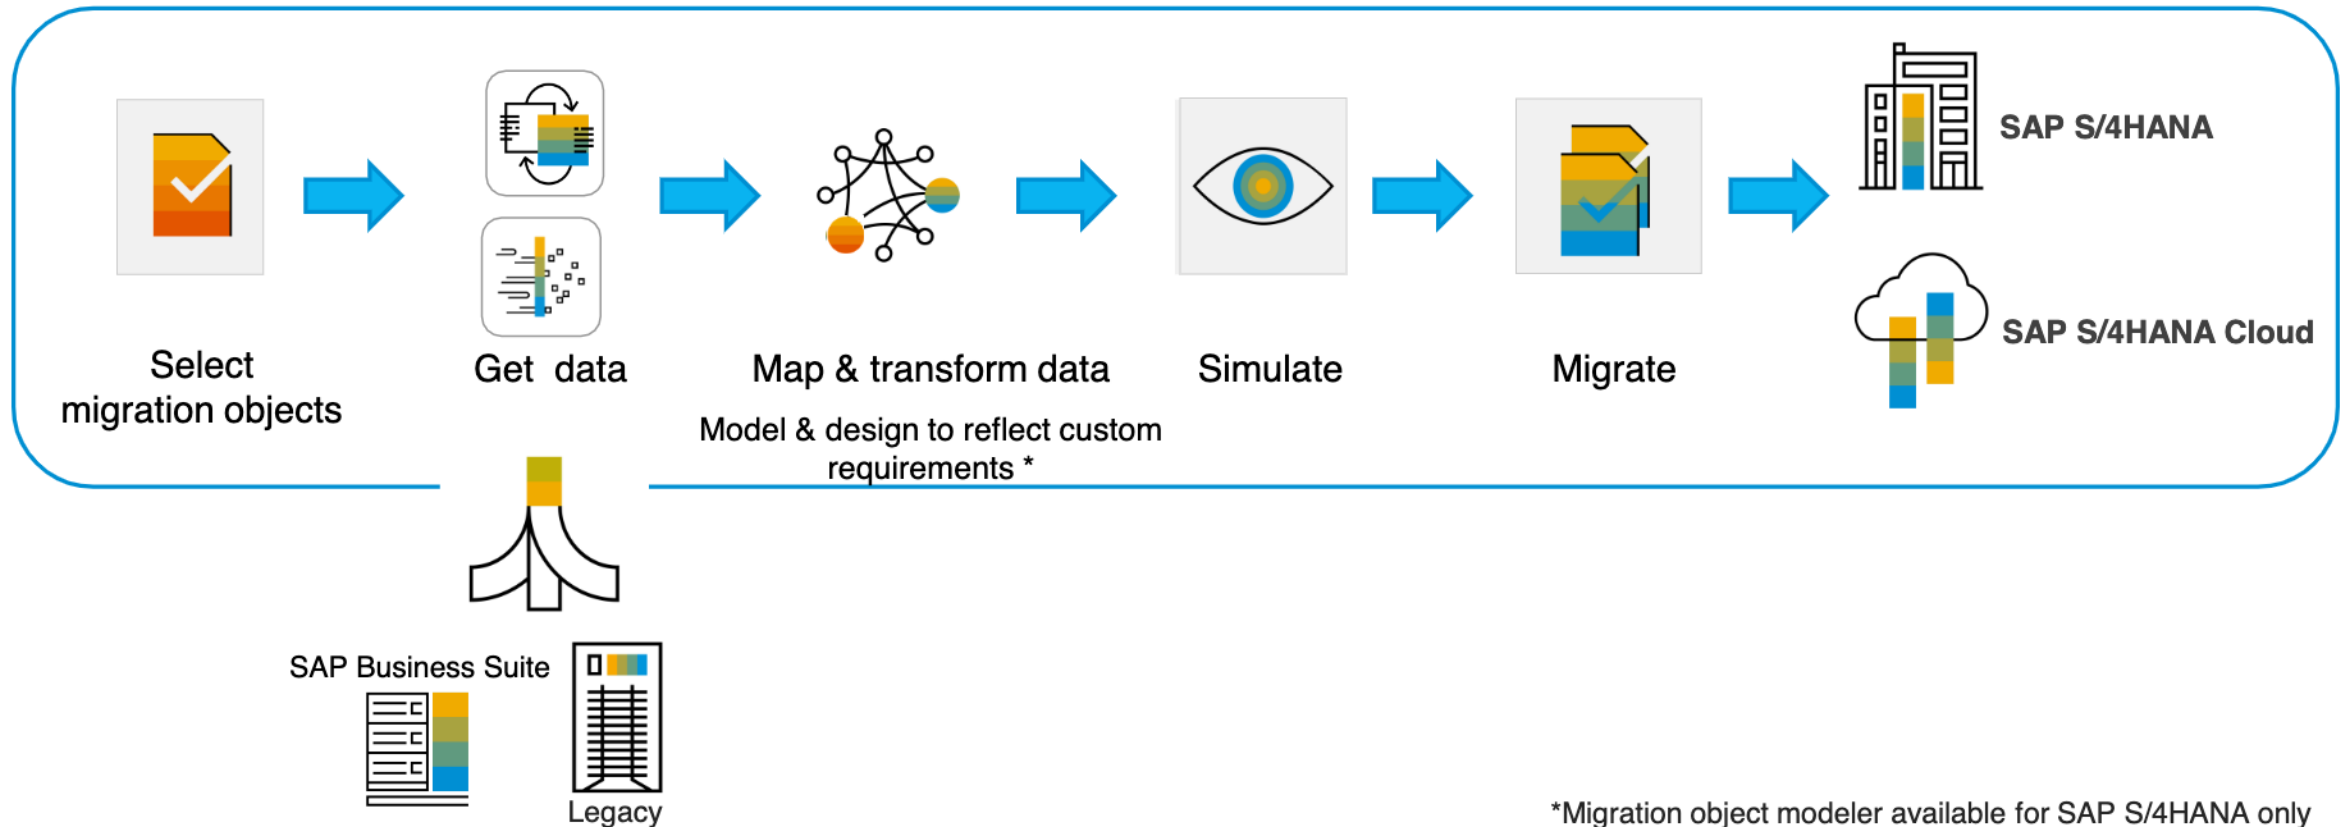 SAP S/4HANA
SAP S/4HANA Cloud
Select
migration objects
Get data
Map & transform data
Model & design to reflect custom
requirements *
Simulate
Migrate
SAP Business Suite
Legacy
*Migration object modeler available for SAP S/4HANA only